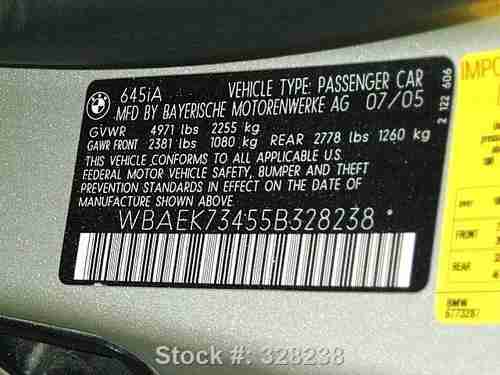 645iA VEHICLE TYPE: PASSENGER CAR
MFD BY BAYERISCHE MOTORENWERKE AG 07/05
GVWR 4971 lbs 2255 kg
GAWR FRONT 2381 lbs 1080 kg REAR 2778 lbs 1260 kg
THIS VEHICLE CONFORMS TO ALL APPLICABLE
FEDERAL MOTOR VEHICLE SAFETY, BUMPER AND THEFT
PREVENTION STANDARDS IN EFFECT ON THE DATE OF
MANUFACTURE SHOWN ABOVE.
* WBAEK73455B328238 *
2 122 606
REAR
BMW
6773287
Stock #: 328238